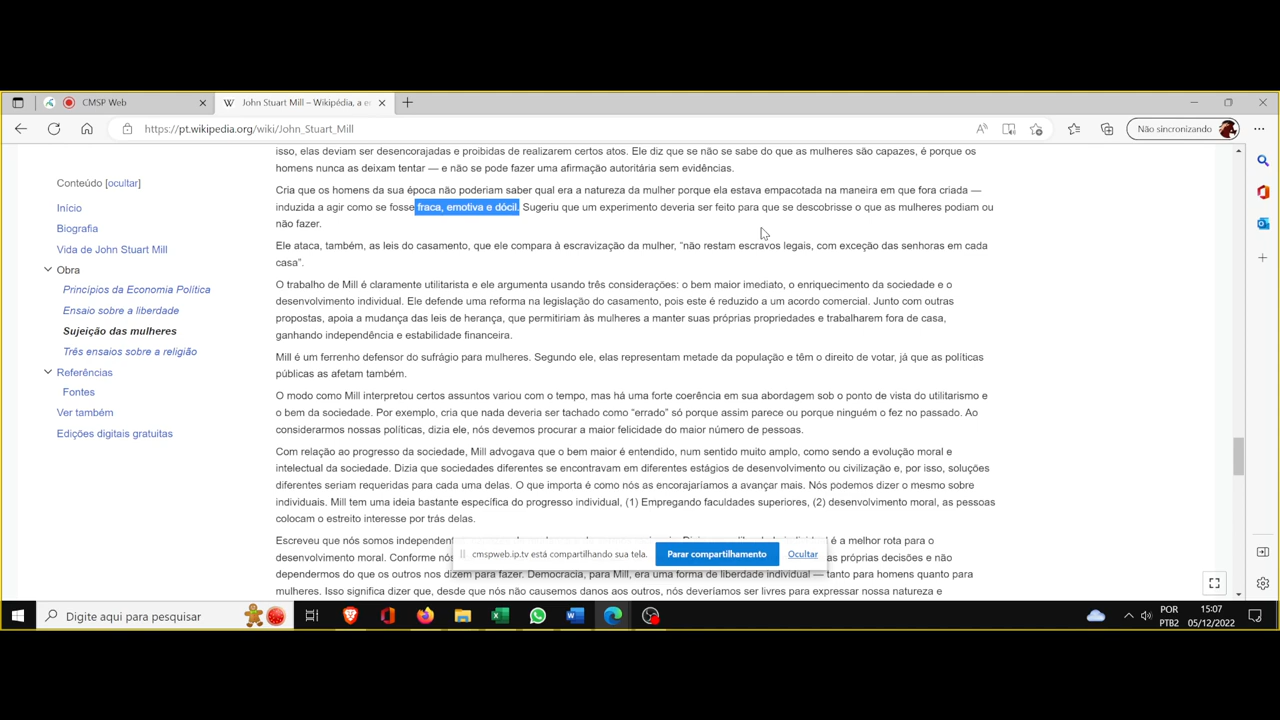 CMSP Web
John Stuart Mill – Wikipédia, a e
https://pt.wikipedia.org/wiki/John_Stuart_Mill
Não sincronizando
Conteúdo [ocultar]
Início
Biografia
Vida de John Stuart Mill
Obra
Princípios da Economia Política
Ensaio sobre a liberdade
Sujeição das mulheres
Três ensaios sobre a religião
Referências
Fontes
Ver também
Edições digitais gratuitas
isso, elas deviam ser desencorajadas e proibidas de realizarem certos atos. Ele diz que se não se sabe do que as mulheres são capazes, é porque os
homens nunca as deixam tentar — e não se pode fazer uma afirmação autoritária sem evidências.
Cria que os homens da sua época não poderiam saber qual era a natureza da mulher porque ela estava empacotada na maneira em que fora criada —
induzida a agir como se fosse fraca, emotiva e dócil. Sugeriu que um experimento deveria ser feito para que se descobrisse o que as mulheres podiam ou
não fazer.
Ele ataca, também, as leis do casamento, que ele compara à escravização da mulher, “não restam escravos legais, com exceção das senhoras em cada
casa”.
O trabalho de Mill é claramente utilitarista e ele argumenta usando três considerações: o bem maior imediato, o enriquecimento da sociedade e o
desenvolvimento individual. Ele defende uma reforma na legislação do casamento, pois este é reduzido a um acordo comercial. Junto com outras
propostas, apoia a mudança das leis de herança, que permitiriam às mulheres a manter suas próprias propriedades e trabalharem fora de casa,
ganhando independência e estabilidade financeira.
Mill é um ferrenho defensor do sufrágio para mulheres. Segundo ele, elas representam metade da população e têm o direito de votar, já que as políticas
públicas as afetam também.
O modo como Mill interpretou certos assuntos variou com o tempo, mas há uma forte coerência em sua abordagem sob o ponto de vista do utilitarismo e
o bem da sociedade. Por exemplo, cria que nada deveria ser tachado como “errado” só porque assim parece ou porque ninguém o fez no passado. Ao
considerarmos nossas políticas, dizia ele, nós devemos procurar a maior felicidade do maior número de pessoas.
Com relação ao progresso da sociedade, Mill advogava que o bem maior é entendido, num sentido muito amplo, como sendo a evolução moral e
intelectual da sociedade. Dizia que sociedades diferentes se encontravam em diferentes estágios de desenvolvimento ou civilização e, por isso, soluções
diferentes seriam requeridas para cada uma delas. O que importa é como nós as encorajaríamos a avançar mais. Nós podemos dizer o mesmo sobre
individuais. Mill tem uma ideia bastante específica do progresso individual, (1) Empregando faculdades superiores, (2) desenvolvimento moral, as pessoas
colocam o estreito interesse por trás delas.
Escreveu que nós somos independentes é a melhor rota para o
desenvolvimento moral. Conforme as próprias decisões e não
dependermos do que os outros nos dizem para fazer. Democracia, para Mill, era uma forma de liberdade individual — tanto para homens quanto para
mulheres. Isso significa dizer que, desde que nós não causemos danos aos outros, nós deveríamos ser livres para expressar nossa natureza e
cmspweb.ip.tv está compartilhando sua tela.
Parar compartilhamento
Ocultar
Digite aqui para pesquisar
POR
PTB2
15:07
05/12/2022